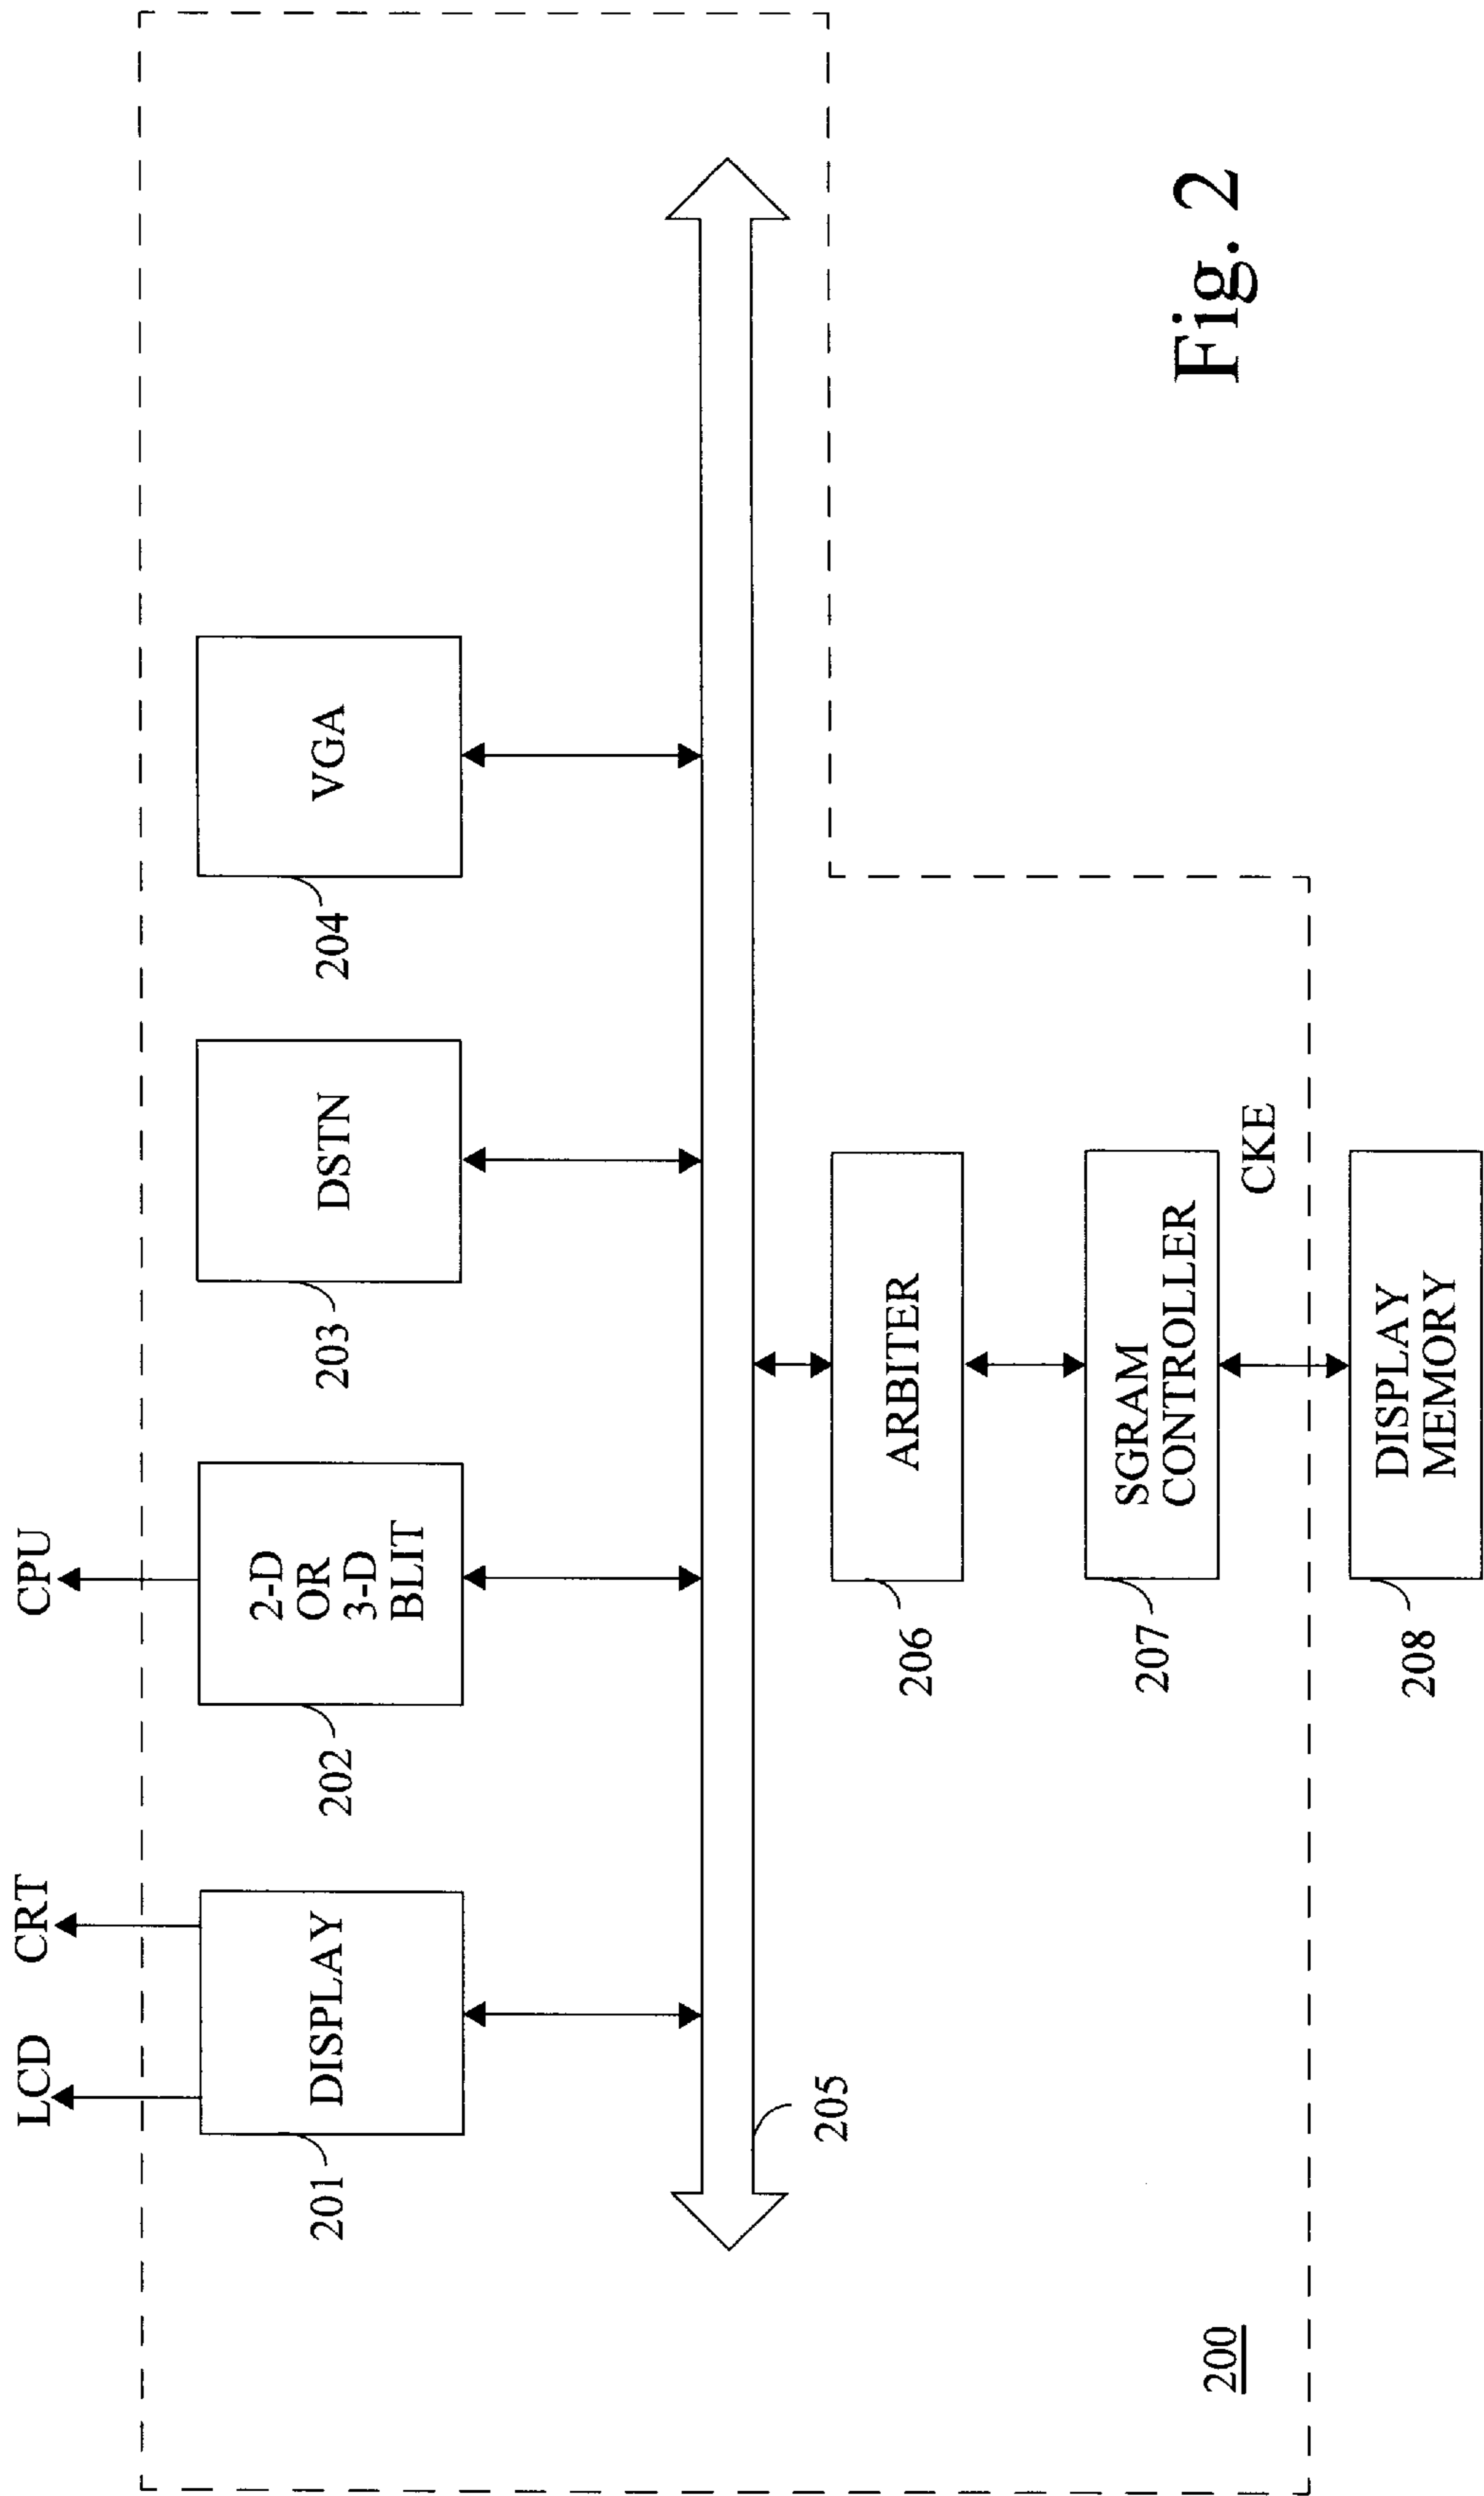 LCD
CRT
CPU
DISPLAY
2-D
OR
3-D
BLIT
DSTN
VGA
201
202
203
204
205
ARBITER
206
SGRAM
CONTROLLER
207
CKE
DISPLAY
MEMORY
208
200
Fig. 2